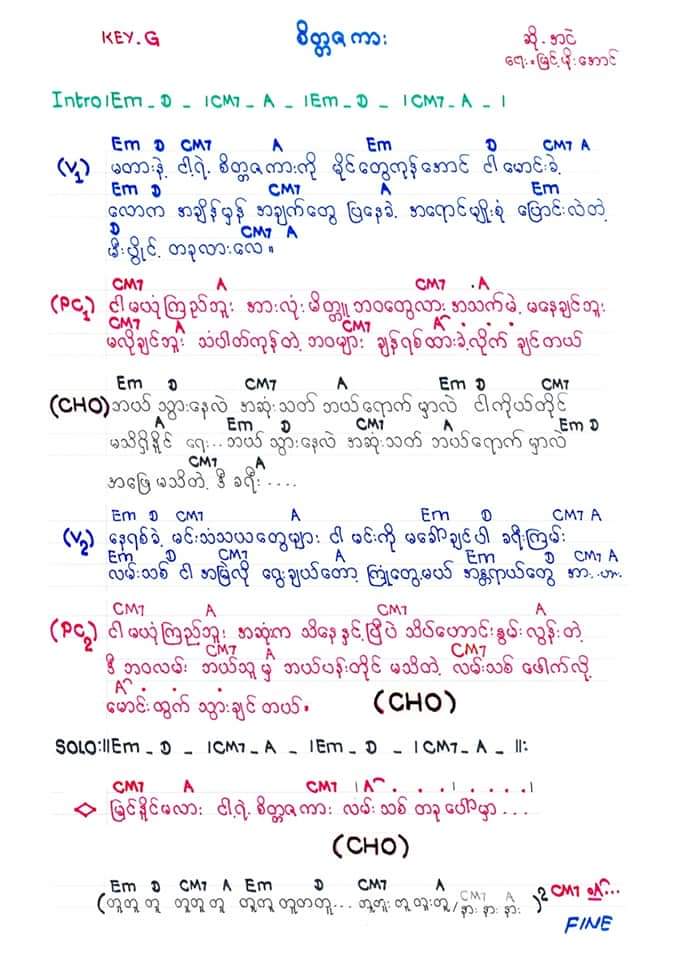 KEY.G
စိတ္တဇကား
ဆို.အငဲ
ရေး.မြင့်မိုးအောင်
Intro|Em _ D _ |CM7 _ A _ |Em _ D _ |CM7 _ A _ |
Em D CM7 A Em D CM7 A
(V1) မတားနဲ့ ငါ့ရဲ့ စိတ္တဇကားကို မိုင်တွေကုန်အောင် ငါ မောင်းခဲ့
Em D CM7 A Em
လောက အချိန်မှန် အချက်တွေ ပြနေခဲ့ အရောင်မျိုးစုံ ပြောင်းလဲတဲ့
D CM7 A
မီးပွိုင့် တခုလားလေ။
CM7 A CM7 . A
(PC1) ငါမယုံကြည်ဘူး အားလုံးမိတ္တူ ဘဝတွေလား အသက်မဲ့ မနေချင်ဘူး
CM7 A CM7 A . . .
မလိုချင်ဘူး သံပါတ်ကုန်တဲ့ ဘဝများ ချန်ရစ်ထားခဲ့လိုက် ချင်တယ်
Em D CM7 A Em D CM7
(CHO) ဘယ် သွားနေလဲ အဆုံးသတ် ဘယ်ရောက် မှာလဲ ငါကိုယ်တိုင်
A Em D CM7 A Em D
မသိရှိနိုင် ရေး...ဘယ် သွားနေလဲ အဆုံးသတ် ဘယ်ရောက် မှာလဲ
CM7 A
အဖြေ မသိတဲ့ ဒီ ခရီး....
Em D CM7 A Em D CM7 A
(V2) နေရစ်ခဲ့ မင်းသံသယတွေများ ငါ မင်းကို မခေါ်ချင်ပါ ခရီးကြမ်း
Em D CM7 A Em D CM7 A
လမ်းသစ် ငါ အမြဲလို ရွေးချယ်တော့ ကြုံတွေ့မယ် အန္တရာယ်တွေ အား..ဟား
CM7 A CM7 A
(PC2) ငါမယုံကြည်ဘူး အဆုံးက သိနေနှင့်ပြီပဲ သိပ်ဟောင်းနွမ်းလွန်းတဲ့
CM7 A CM7
ဒီ ဘဝလမ်း ဘယ်သူ မှ ဘယ်ပန်းတိုင် မသိတဲ့ လမ်းသစ် ဖေါက်လို့
A . . .
မောင်းထွက် သွားချင်တယ်။ (CHO)
SOLO:||Em _ D _ |CM7 _ A _ |Em _ D _ |CM7 _ A _ ||:
CM7 A CM7 |A . . . | . . . . |
မြင်နိုင်မလား ငါ့ရဲ့စိတ္တဇကား လမ်းသစ် တခုပေါ်မှာ...
(CHO)
Em D CM7 A Em D CM7 A CM7 A
(တူတူ တူ တူတူ တူ တူတူ တူတတူ... တူတူး တူ တူးတူ / နား နား နား )2 CM7 A...
FINE